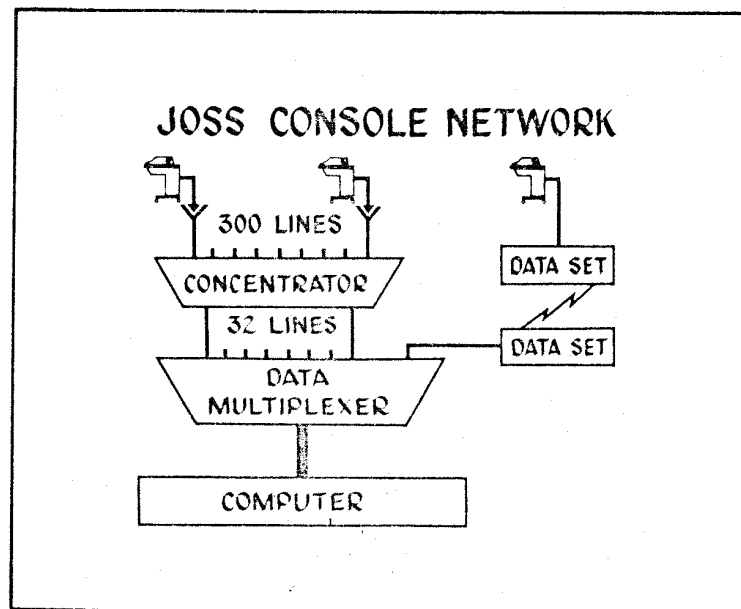 JOSS CONSOLE NETWORK
300 LINES
CONCENTRATOR
DATA SET
32 LINES
DATA SET
DATA
MULTIPLEXER
COMPUTER